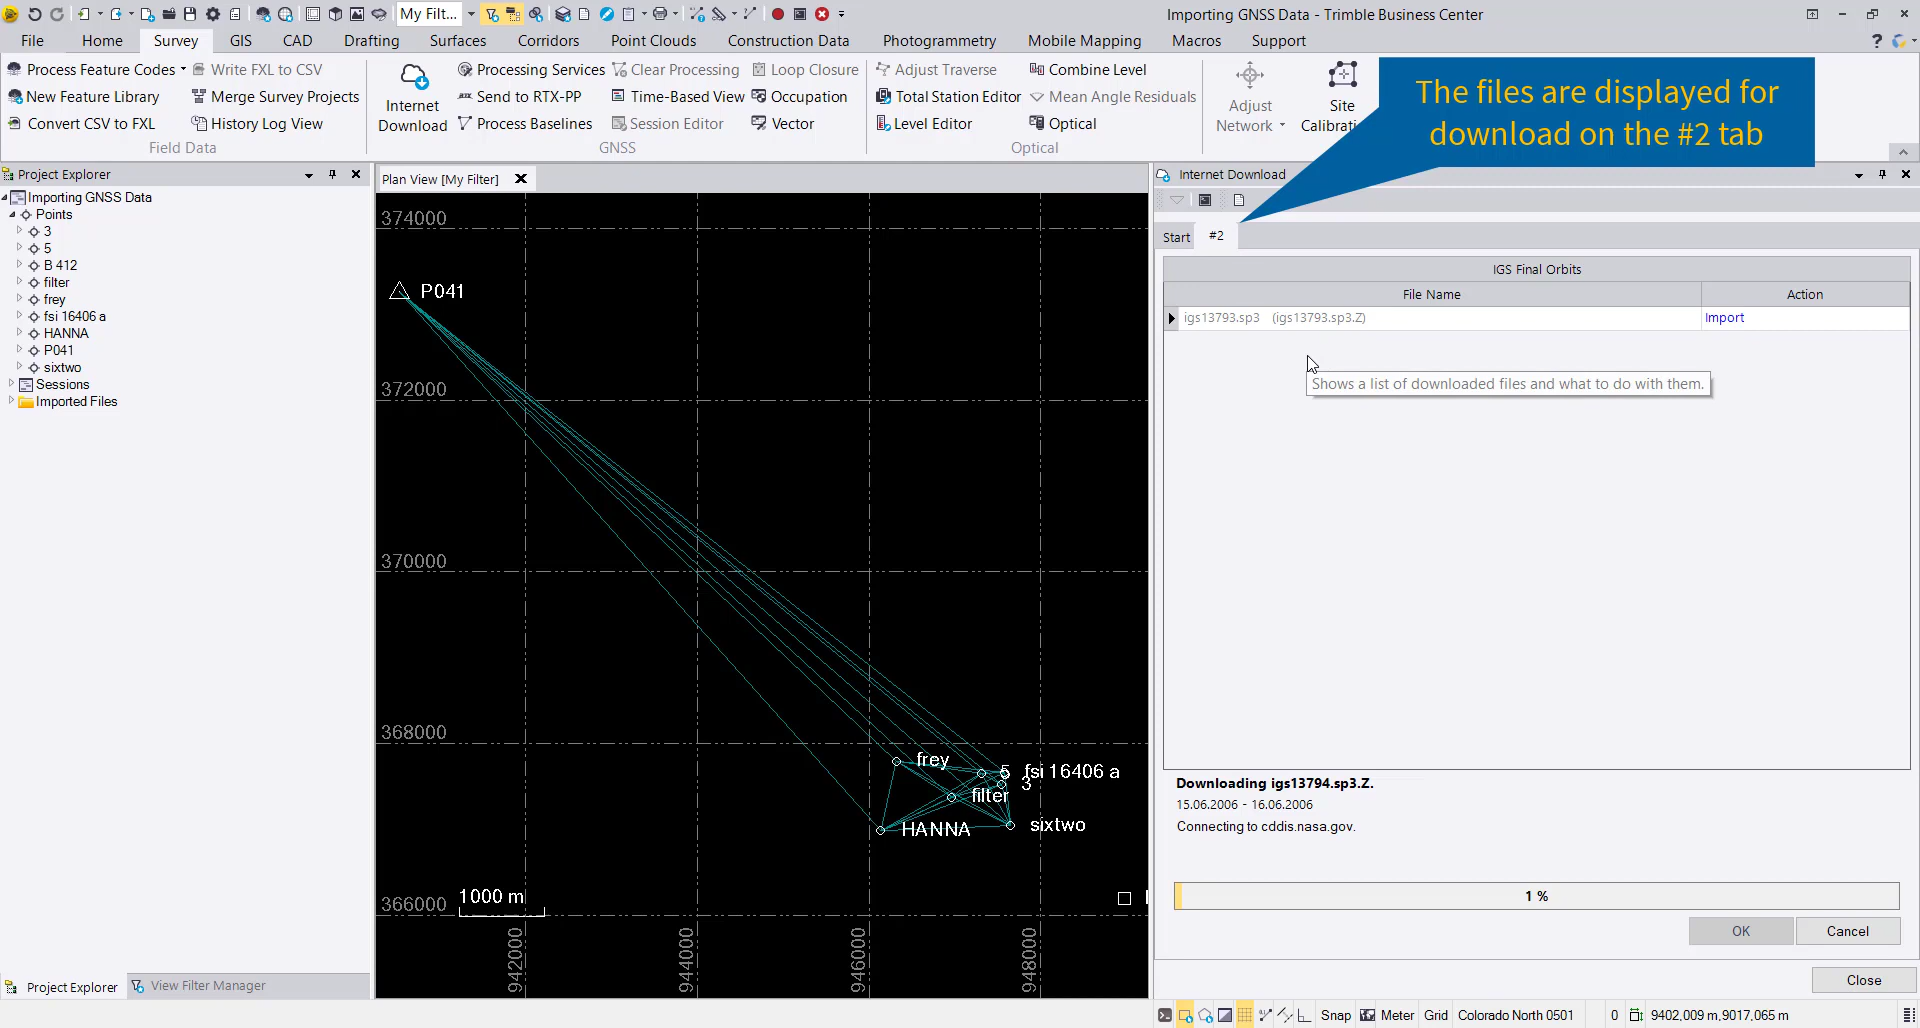 My Filt...
Importing GNSS Data - Trimble Business Center
File Home Survey GIS CAD Drafting Surfaces Corridors Point Clouds Construction Data Photogrammetry Mobile Mapping Macros Support
Process Feature Codes
Write FXL to CSV
New Feature Library
Merge Survey Projects
Convert CSV to FXL
History Log View
Field Data
Internet
Download
Processing Services
Clear Processing
Loop Closure
Send to RTX-PP
Time-Based View
Occupation
Process Baselines
Session Editor
Vector
GNSS
Adjust Traverse
Combine Level
Total Station Editor
Mean Angle Residuals
Level Editor
Optical
Optical
Adjust
Network
Site
Calibrati
The files are displayed for
download on the #2 tab
Project Explorer
Importing GNSS Data
Points
3
5
B 412
filter
frey
fsi 16406 a
HANNA
P041
sixtwo
Sessions
Imported Files
Project Explorer
View Filter Manager
Plan View [My Filter]
374000
P041
372000
370000
368000
frey
5 fsi 16406 a
3
filter
HANNA
sixtwo
1000 m
366000
942000
944000
946000
948000
Internet Download
Start #2
IGS Final Orbits
File Name Action
igs13793.sp3 (igs13793.sp3.Z) Import
Shows a list of downloaded files and what to do with them.
Downloading igs13794.sp3.Z.
15.06.2006 - 16.06.2006
Connecting to cddis.nasa.gov.
1 %
OK Cancel
Close
Snap Meter Grid Colorado North 0501 0 9402,009 m,9017,065 m